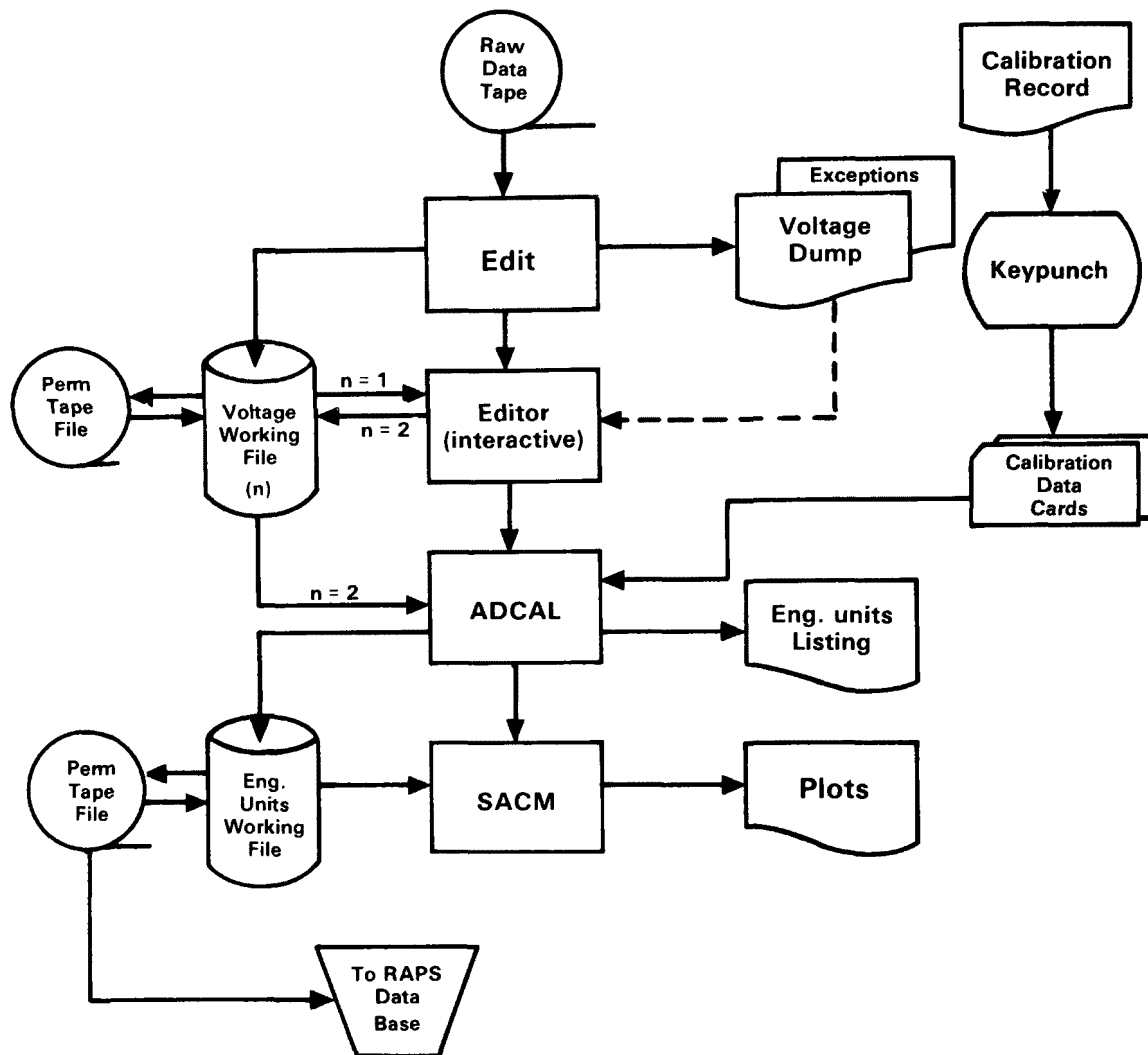 Raw
Data
Tape
Calibration
Record
Exceptions
Voltage
Dump
Edit
Keypunch
Perm
Tape
File
Voltage
Working
File
(n)
n = 1
n = 2
Editor
(interactive)
Calibration
Data
Cards
n = 2
ADCAL
Eng. units
Listing
Perm
Tape
File
Eng.
Units
Working
File
SACM
Plots
To RAPS
Data
Base